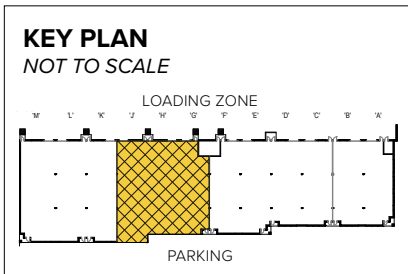 KEY PLAN
NOT TO SCALE
LOADING ZONE
'M' 'L' 'K' 'J' 'H' 'G' 'F' 'E' 'D' 'C' 'B' 'A'
PARKING